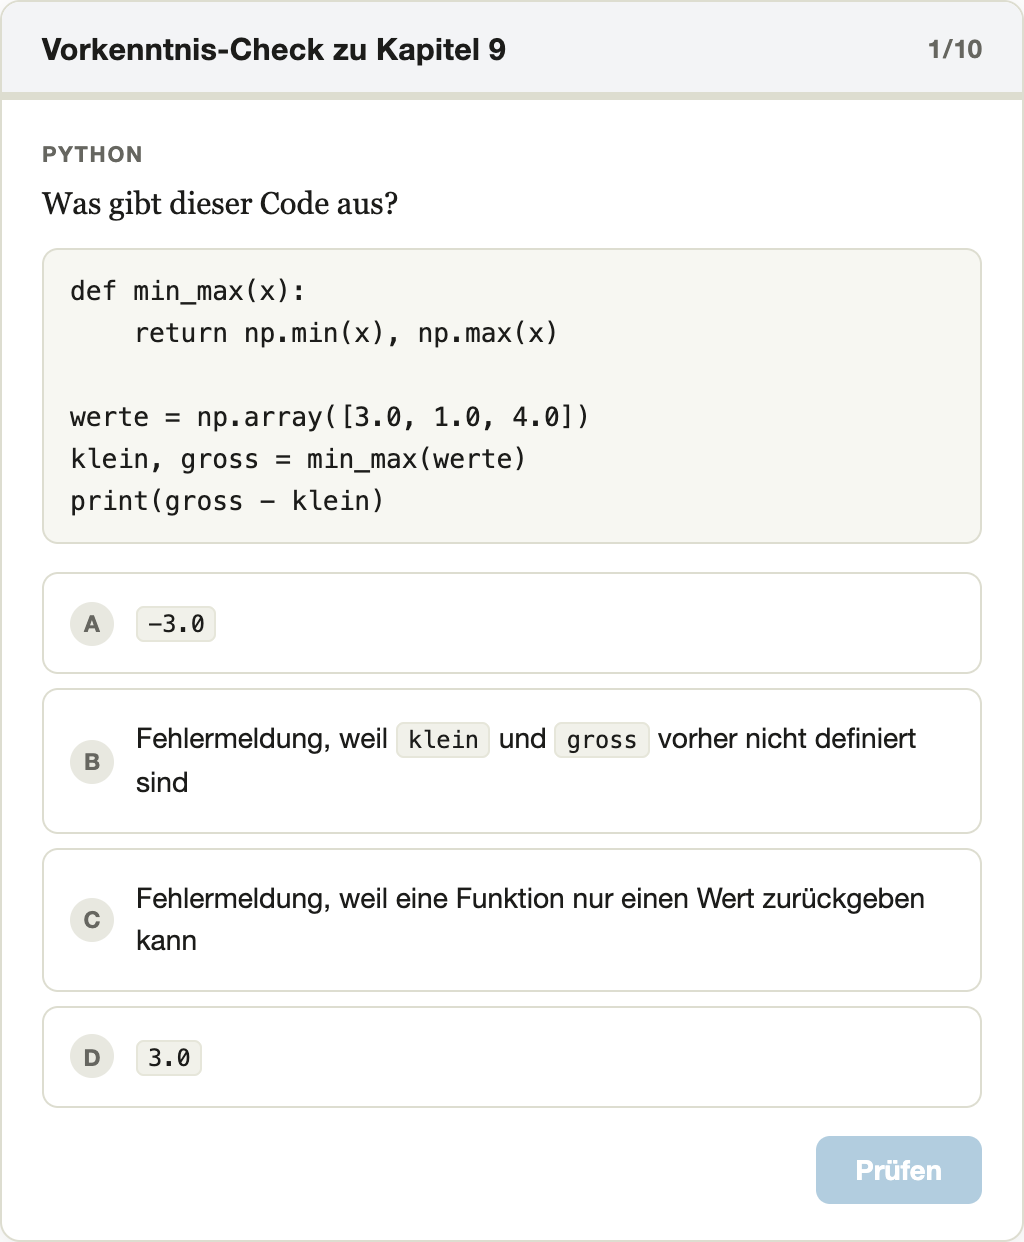 Vorkenntnis-Check zu Kapitel 9
1/10
PYTHON
Was gibt dieser Code aus?
def min_max(x):
    return np.min(x), np.max(x)

werte = np.array([3.0, 1.0, 4.0])
klein, gross = min_max(werte)
print(gross - klein)
A
-3.0
B
Fehlermeldung, weil klein und gross vorher nicht definiert
sind
C
Fehlermeldung, weil eine Funktion nur einen Wert zurückgeben
kann
D
3.0
Prüfen